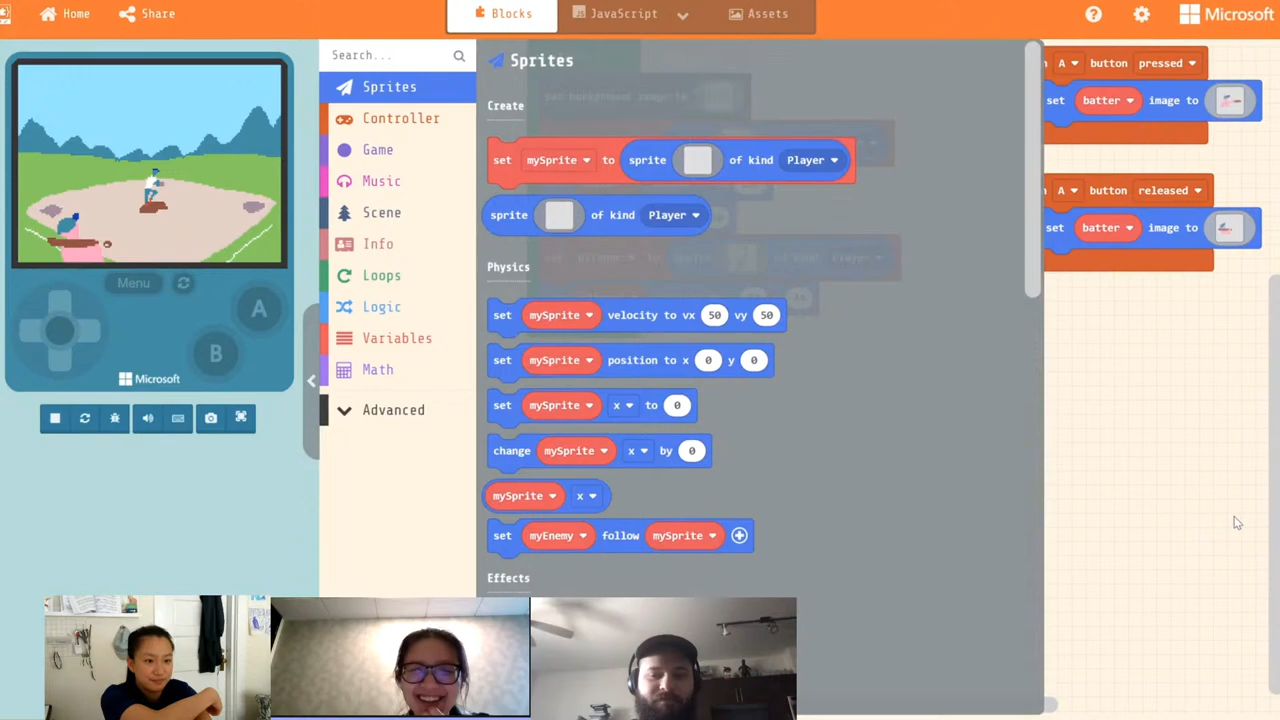 Home
Share
Blocks
JavaScript
Assets
Microsoft
Menu
A
B
Microsoft
Search...
Sprites
Controller
Game
Music
Scene
Info
Loops
Logic
Variables
Math
Advanced
Sprites
Create
set mySprite to sprite of kind Player
sprite of kind Player
Physics
set mySprite velocity to vx 50 vy 50
set mySprite position to x 0 y 0
set mySprite x to 0
change mySprite x by 0
mySprite x
set myEnemy follow mySprite
Effects
A button pressed
set batter image to
A button released
set batter image to